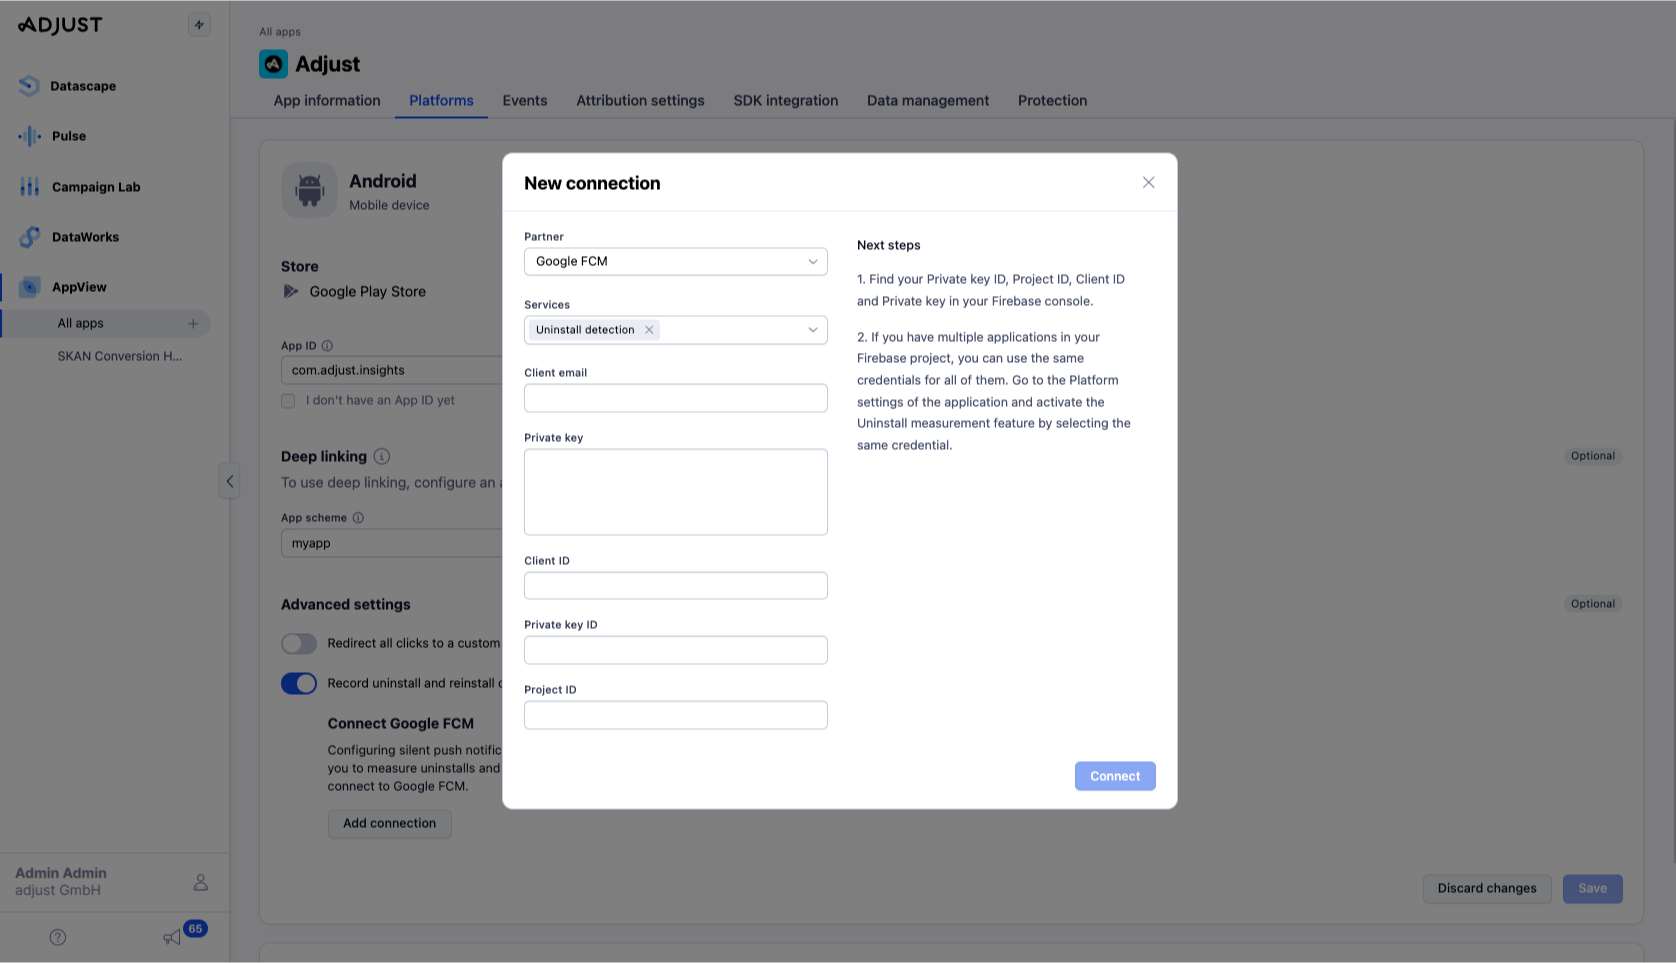 ADJUST
Datascape
Pulse
Campaign Lab
DataWorks
AppView
All apps
SKAN Conversion H...
Admin Admin
adjust GmbH
65
All apps
Adjust
App information
Platforms
Events
Attribution settings
SDK integration
Data management
Protection
Android
Mobile device
Store
Google Play Store
App ID
com.adjust.insights
I don't have an App ID yet
Deep linking
Optional
To use deep linking, configure an
App scheme
myapp
Advanced settings
Optional
Redirect all clicks to a custom
Record uninstall and reinstall
Connect Google FCM
Configuring silent push notific
you to measure uninstalls and
connect to Google FCM.
Add connection
Discard changes
Save
New connection
Partner
Google FCM
Services
Uninstall detection
Client email
Private key
Client ID
Private key ID
Project ID
Next steps
1. Find your Private key ID, Project ID, Client ID
and Private key in your Firebase console.
2. If you have multiple applications in your
Firebase project, you can use the same
credentials for all of them. Go to the Platform
settings of the application and activate the
Uninstall measurement feature by selecting the
same credential.
Connect